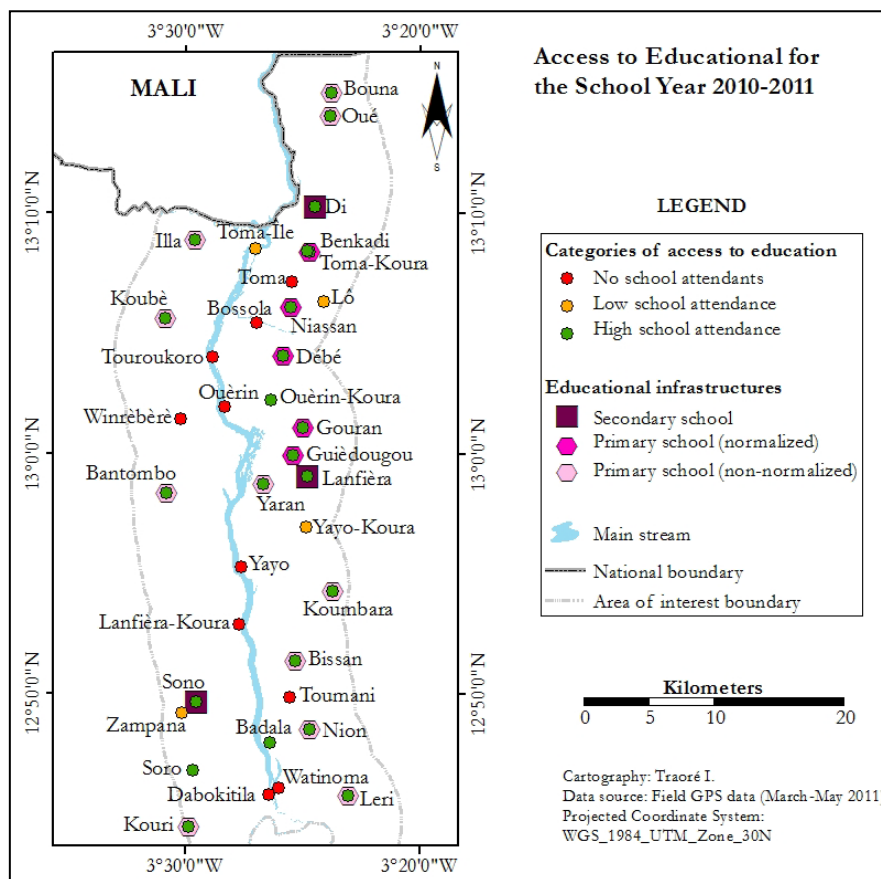 3°30'0"W
3°20'0"W
Access to Educational for
the School Year 2010-2011
MALI
N
S
Bouna
Oué
13°10'0"N
Di
13°10'0"N
Toma-Ile
Illa
Benkadi
Toma-Koura
Toma
Koubè
Lô
Bossola
Niassan
Touroukoro
Débé
Ouèrin
Ouèrin-Koura
Winrèbèrè
Gouran
13°0'0"N
Guièdougou
13°0'0"N
Bantombo
Lanfièra
Yaran
Yayo-Koura
Yayo
Koumbara
Lanfièra-Koura
Bissan
12°50'0"N
Sono
Toumani
12°50'0"N
Zampana
Badala
Nion
Soro
Watinoma
Dabokitila
Leri
Kouri
3°30'0"W
3°20'0"W
LEGEND
Categories of access to education
No school attendants
Low school attendance
High school attendance
Educational infrastructures
Secondary school
Primary school (normalized)
Primary school (non-normalized)
Main stream
National boundary
Area of interest boundary
Kilometers
0 5 10 20
Cartography: Traoré I.
Data source: Field GPS data (March-May 2011)
Projected Coordinate System:
WGS_1984_UTM_Zone_30N